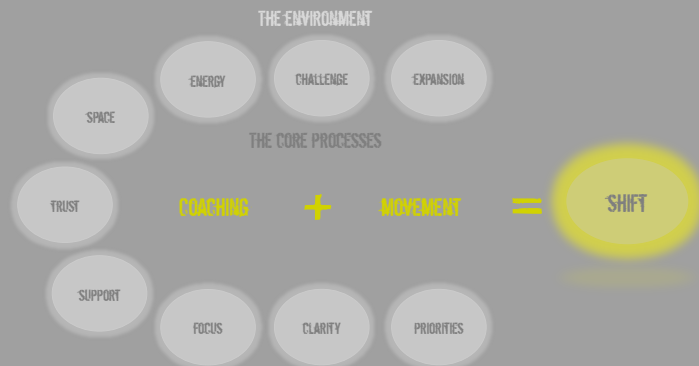 THE ENVIRONMENT
ENERGY
CHALLENGE
EXPANSION
SPACE
THE CORE PROCESSES
TRUST
COACHING + MOVEMENT = SHIFT
SUPPORT
FOCUS
CLARITY
PRIORITIES